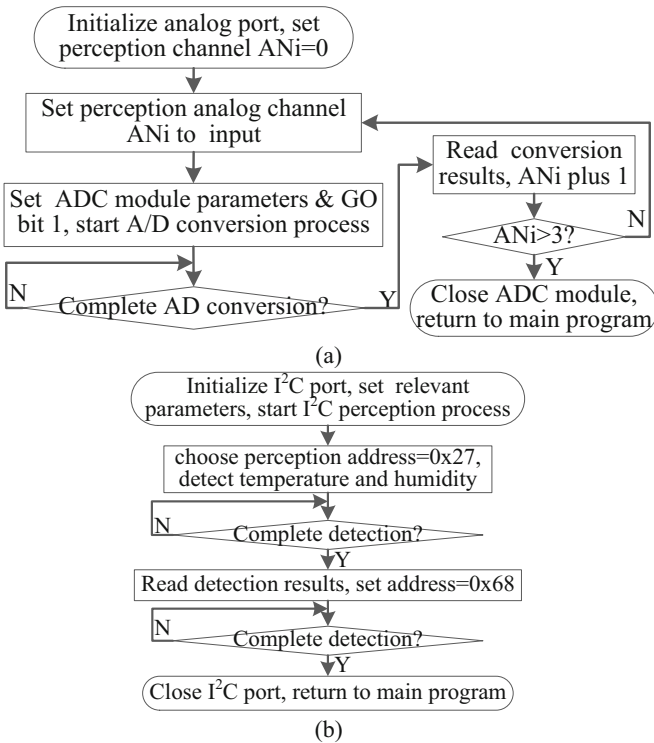 Initialize analog port, set
perception channel ANi=0
Set perception analog channel
ANi to input
Set ADC module parameters & GO
bit 1, start A/D conversion process
N
Complete AD conversion?
Y
Read conversion
results, ANi plus 1
N
ANi>3?
Y
Close ADC module,
return to main program
(a)
Initialize I²C port, set relevant
parameters, start I²C perception process
choose perception address=0x27,
detect temperature and humidity
N
Complete detection?
Y
Read detection results, set address=0x68
N
Complete detection?
Y
Close I²C port, return to main program
(b)